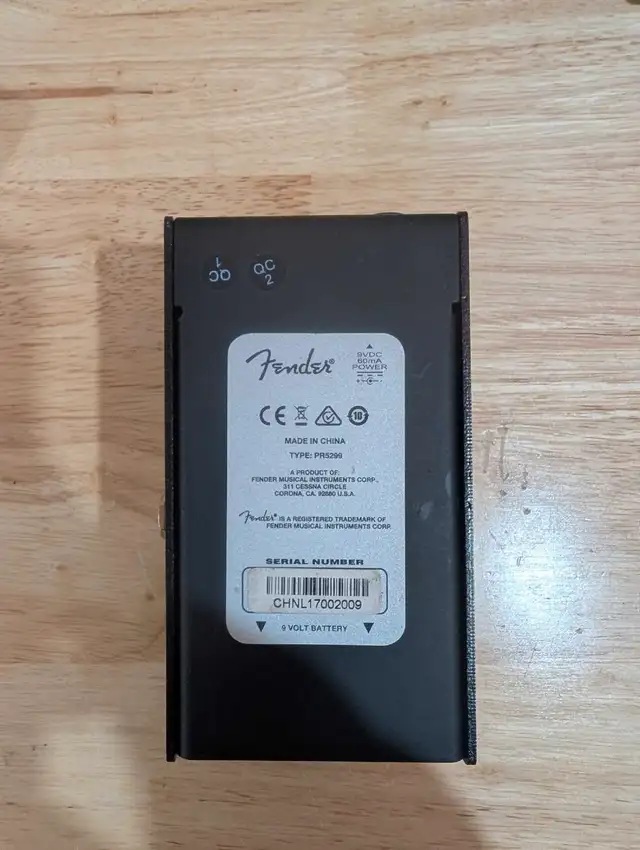 QC
1
QC
2
Fender®
9VDC
60mA
POWER
CE
10
MADE IN CHINA
TYPE: PR5299
A PRODUCT OF:
FENDER MUSICAL INSTRUMENTS CORP.
311 CESSNA CIRCLE
CORONA, CA. 92880 U.S.A.
Fender® IS A REGISTERED TRADEMARK OF
FENDER MUSICAL INSTRUMENTS CORP.
SERIAL NUMBER
CHNL17002009
9 VOLT BATTERY